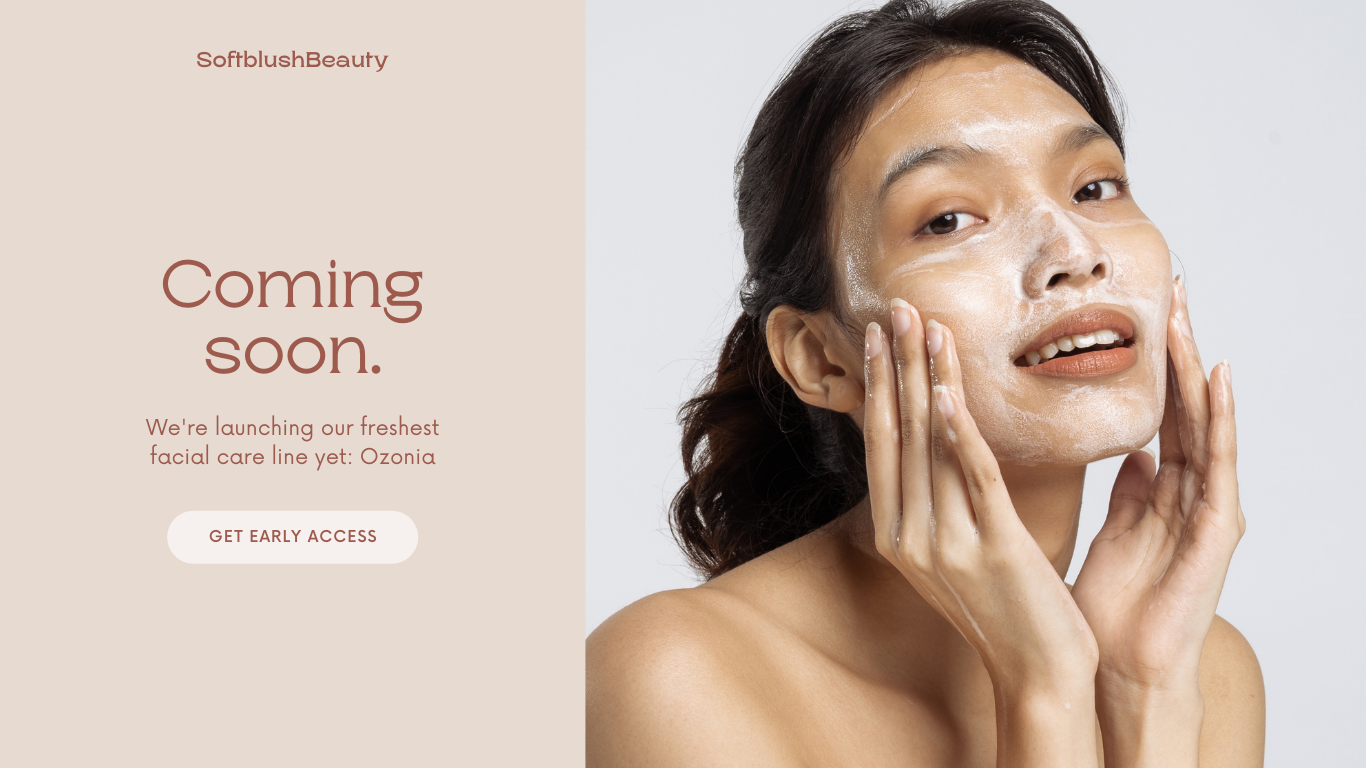 SoftblushBeauty
Coming
soon.
We're launching our freshest
facial care line yet: Ozonia
GET EARLY ACCESS